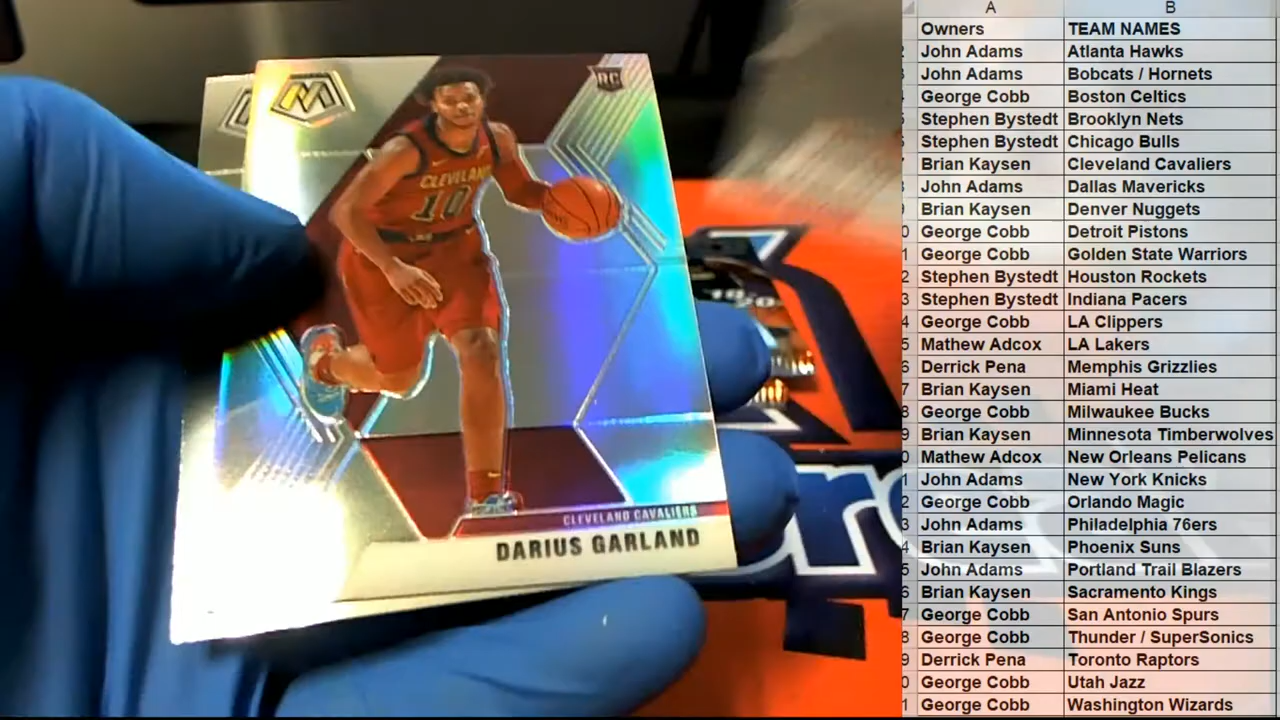 RC
CLEVELAND
10
CLEVELAND CAVALIERS
DARIUS GARLAND
A B
Owners TEAM NAMES
John Adams Atlanta Hawks
John Adams Bobcats / Hornets
George Cobb Boston Celtics
Stephen Bystedt Brooklyn Nets
Stephen Bystedt Chicago Bulls
Brian Kaysen Cleveland Cavaliers
John Adams Dallas Mavericks
Brian Kaysen Denver Nuggets
George Cobb Detroit Pistons
George Cobb Golden State Warriors
Stephen Bystedt Houston Rockets
Stephen Bystedt Indiana Pacers
George Cobb LA Clippers
Mathew Adcox LA Lakers
Derrick Pena Memphis Grizzlies
Brian Kaysen Miami Heat
George Cobb Milwaukee Bucks
Brian Kaysen Minnesota Timberwolves
Mathew Adcox New Orleans Pelicans
John Adams New York Knicks
George Cobb Orlando Magic
John Adams Philadelphia 76ers
Brian Kaysen Phoenix Suns
John Adams Portland Trail Blazers
Brian Kaysen Sacramento Kings
George Cobb San Antonio Spurs
George Cobb Thunder / SuperSonics
Derrick Pena Toronto Raptors
George Cobb Utah Jazz
George Cobb Washington Wizards